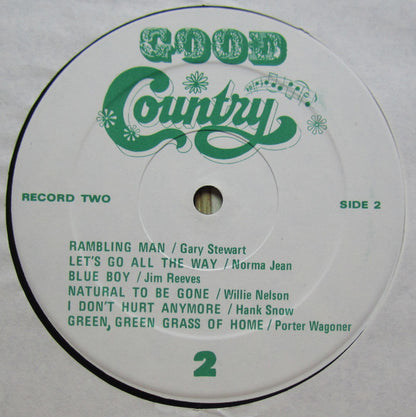 GOOD
Country
RECORD TWO
SIDE 2
RAMBLING MAN / Gary Stewart
LET'S GO ALL THE WAY / Norma Jean
BLUE BOY / Jim Reeves
NATURAL TO BE GONE / Willie Nelson
I DON'T HURT ANYMORE / Hank Snow
GREEN, GREEN GRASS OF HOME / Porter Wagoner
2